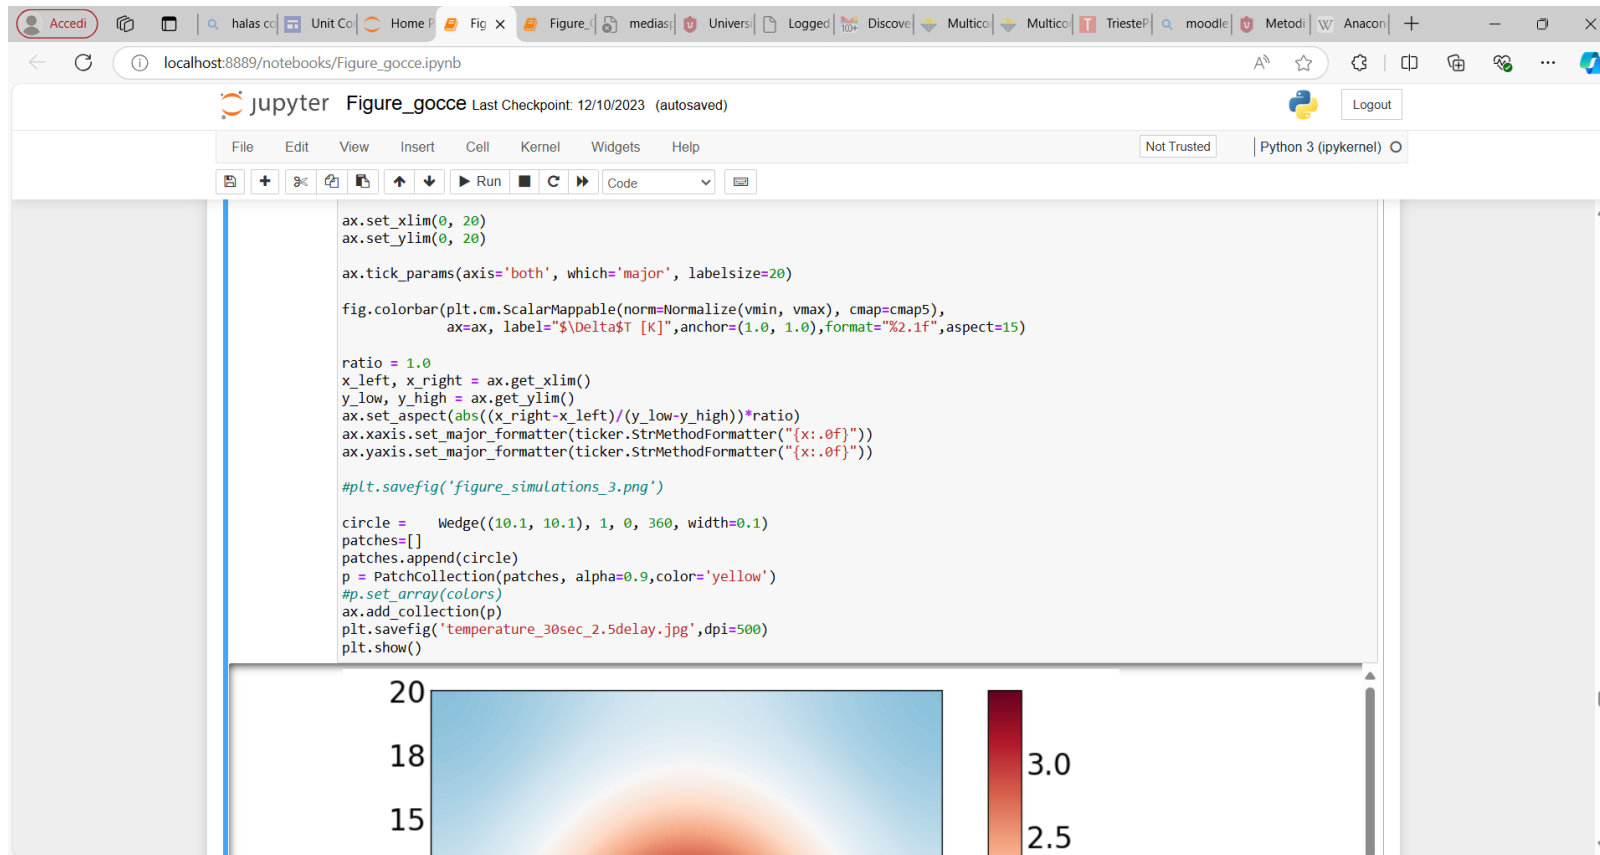 Accedi
halas co
Unit Co
Home P
Fig
Figure_G
mediasp
Universi
Logged
Discove
Multico
Multico
TriesteP
moodle
Metodi
Anacon
localhost:8889/notebooks/Figure_gocce.ipynb
jupyter Figure_gocce Last Checkpoint: 12/10/2023 (autosaved)
Logout
File Edit View Insert Cell Kernel Widgets Help
Not Trusted
Python 3 (ipykernel)
Run
Code
ax.set_xlim(0, 20)
ax.set_ylim(0, 20)
ax.tick_params(axis='both', which='major', labelsize=20)
fig.colorbar(plt.cm.ScalarMappable(norm=Normalize(vmin, vmax), cmap=cmap5),
ax=ax, label="$\Delta$T [K]",anchor=(1.0, 1.0),format="%2.1f",aspect=15)
ratio = 1.0
x_left, x_right = ax.get_xlim()
y_low, y_high = ax.get_ylim()
ax.set_aspect(abs((x_right-x_left)/(y_low-y_high))*ratio)
ax.xaxis.set_major_formatter(ticker.StrMethodFormatter("{x:.0f}"))
ax.yaxis.set_major_formatter(ticker.StrMethodFormatter("{x:.0f}"))
#plt.savefig('figure_simulations_3.png')
circle =    Wedge((10.1, 10.1), 1, 0, 360, width=0.1)
patches=[]
patches.append(circle)
p = PatchCollection(patches, alpha=0.9,color='yellow')
#p.set_array(colors)
ax.add_collection(p)
plt.savefig('temperature_30sec_2.5delay.jpg',dpi=500)
plt.show()
20
18
15
3.0
2.5